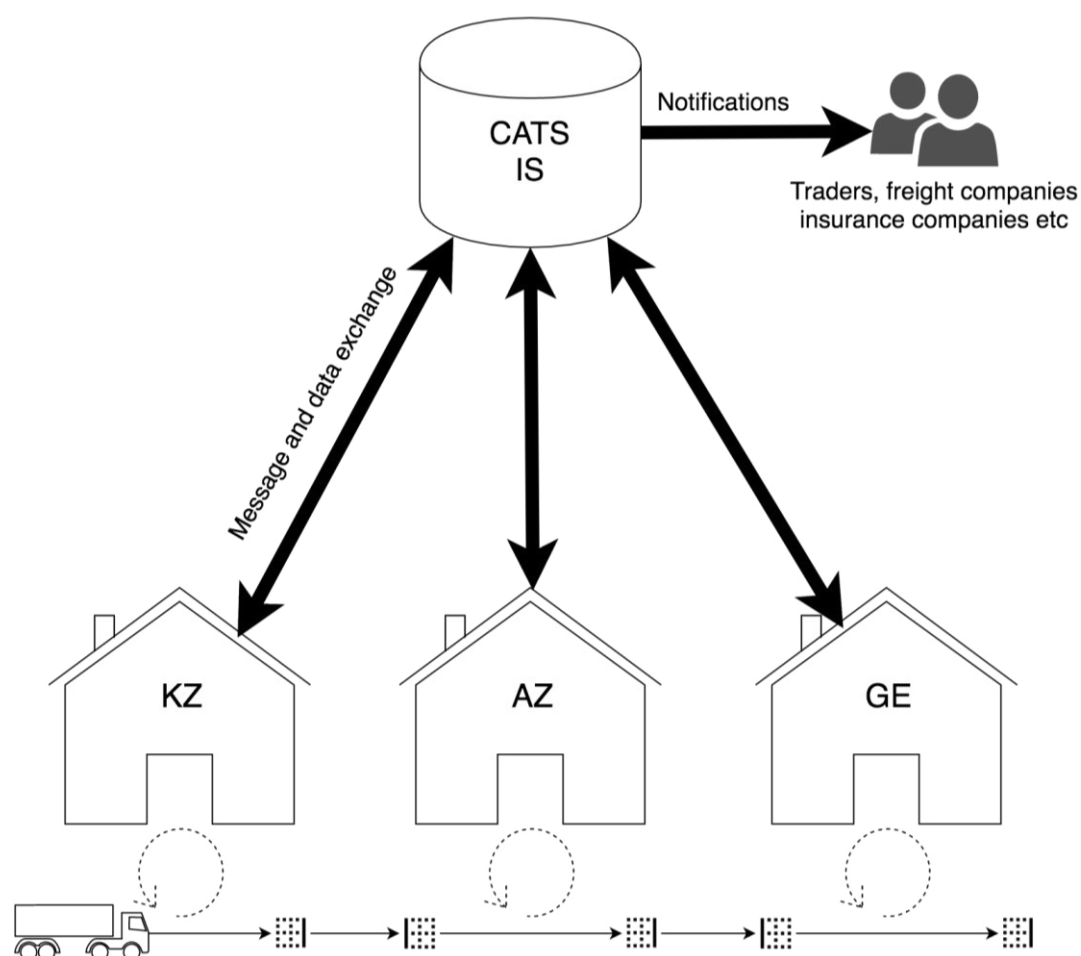 CATS
IS
Notifications
Traders, freight companies
insurance companies etc
Message and data exchange
KZ
AZ
GE